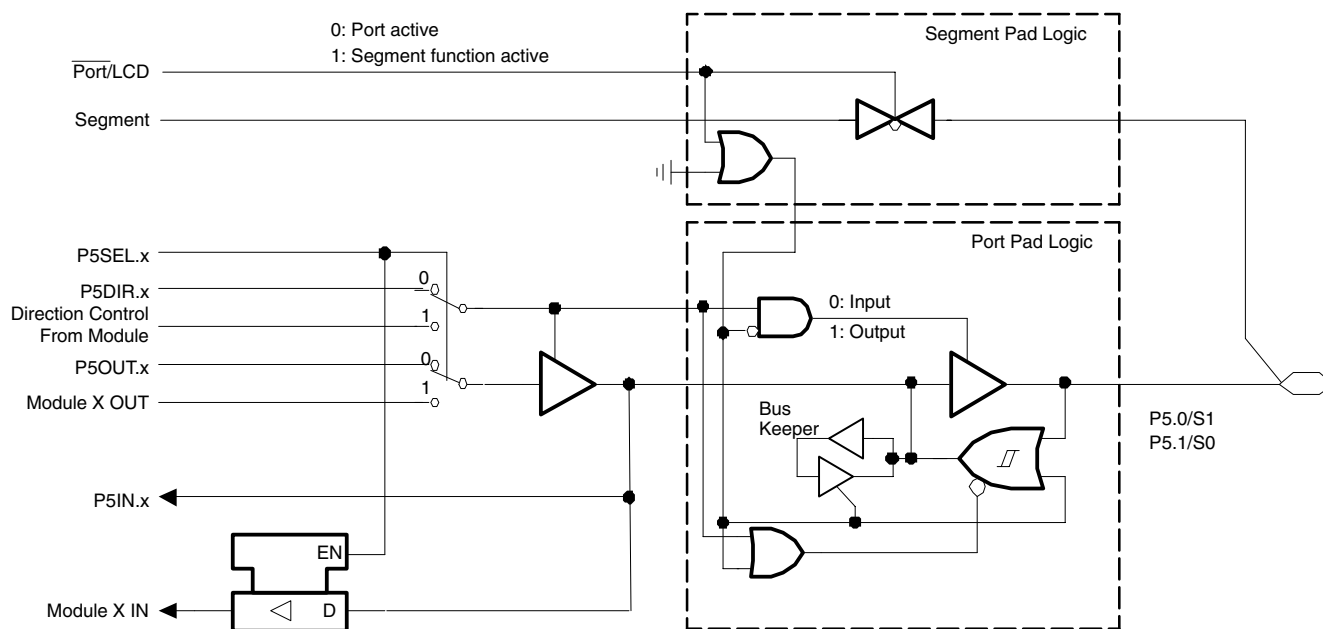 0: Port active
1: Segment function active
Segment Pad Logic
Port/LCD
Segment
Port Pad Logic
P5SEL.x
0
P5DIR.x
Direction Control
From Module
1
0: Input
1: Output
P5OUT.x
0
1
Module X OUT
Bus
Keeper
P5.0/S1
P5.1/S0
P5IN.x
EN
Module X IN
D